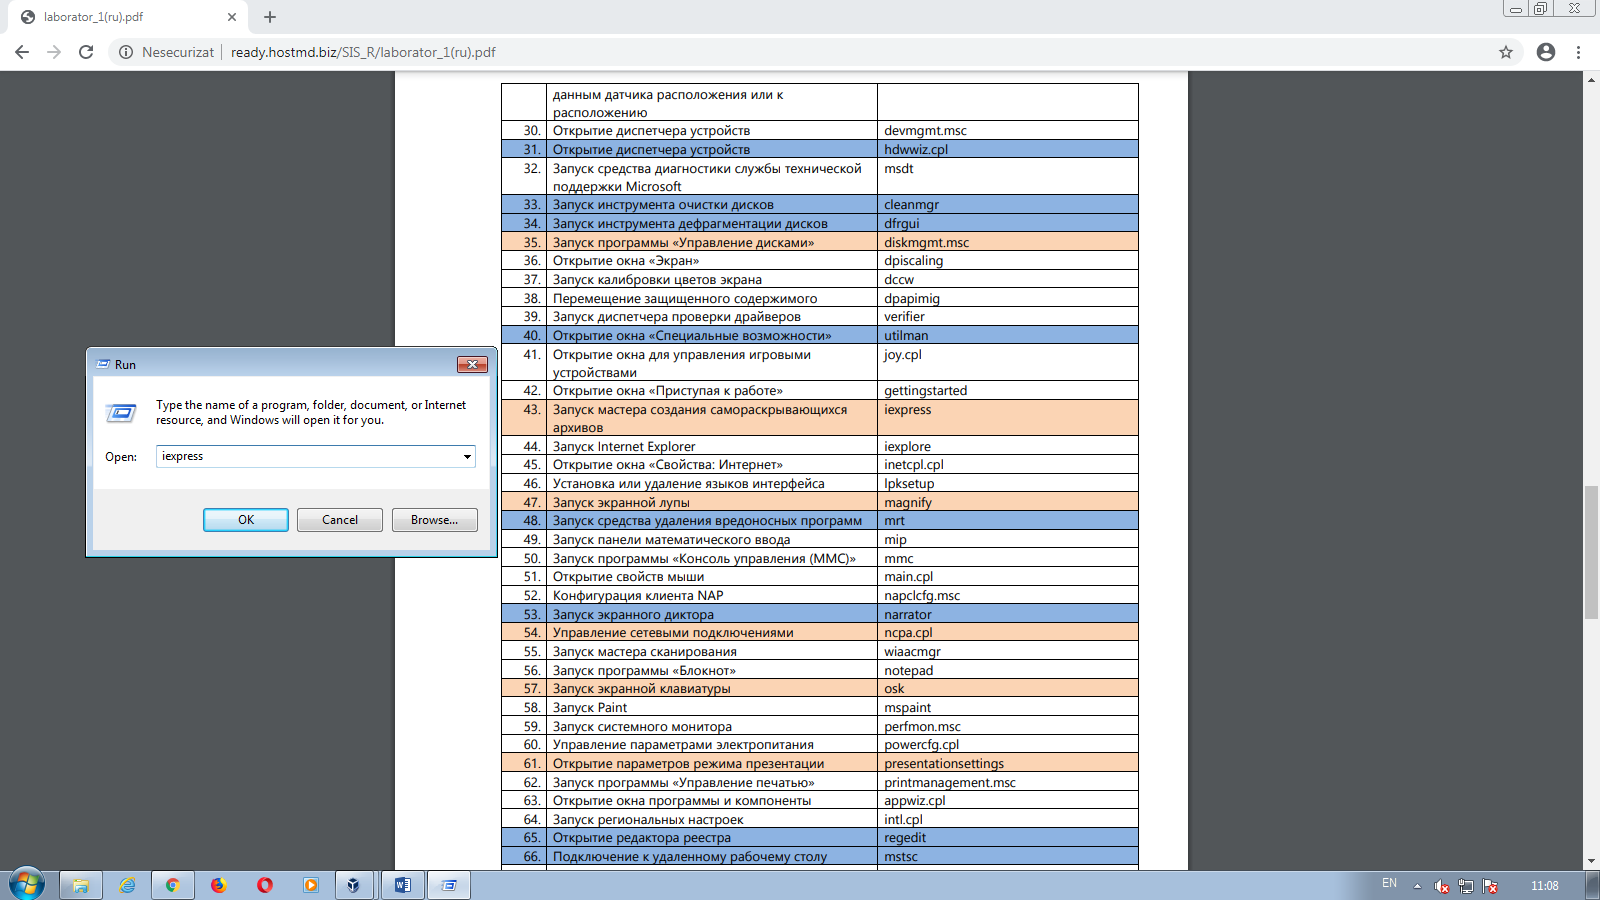 laborator_1(ru).pdf
Nesecurizat
ready.hostmd.biz/SIS_R/laborator_1(ru).pdf
данным датчика расположения или к
расположению
30. Открытие диспетчера устройств devmgmt.msc
31. Открытие диспетчера устройств hdwwiz.cpl
32. Запуск средства диагностики службы технической msdt
поддержки Microsoft
33. Запуск инструмента очистки дисков cleanmgr
34. Запуск инструмента дефрагментации дисков dfrgui
35. Запуск программы «Управление дисками» diskmgmt.msc
36. Открытие окна «Экран» dpiscaling
37. Запуск калибровки цветов экрана dccw
38. Перемещение защищенного содержимого dpapimig
39. Запуск диспетчера проверки драйверов verifier
40. Открытие окна «Специальные возможности» utilman
41. Открытие окна для управления игровыми joy.cpl
устройствами
42. Открытие окна «Приступая к работе» gettingstarted
43. Запуск мастера создания самораскрывающихся iexpress
архивов
44. Запуск Internet Explorer iexplore
45. Открытие окна «Свойства: Интернет» inetcpl.cpl
46. Установка или удаление языков интерфейса lpksetup
47. Запуск экранной лупы magnify
48. Запуск средства удаления вредоносных программ mrt
49. Запуск панели математического ввода mip
50. Запуск программы «Консоль управления (MMC)» mmc
51. Открытие свойств мыши main.cpl
52. Конфигурация клиента NAP napclcfg.msc
53. Запуск экранного диктора narrator
54. Управление сетевыми подключениями ncpa.cpl
55. Запуск мастера сканирования wiaacmgr
56. Запуск программы «Блокнот» notepad
57. Запуск экранной клавиатуры osk
58. Запуск Paint mspaint
59. Запуск системного монитора perfmon.msc
60. Управление параметрами электропитания powercfg.cpl
61. Открытие параметров режима презентации presentationsettings
62. Запуск программы «Управление печатью» printmanagement.msc
63. Открытие окна программы и компоненты appwiz.cpl
64. Запуск региональных настроек intl.cpl
65. Открытие редактора реестра regedit
66. Подключение к удаленному рабочему столу mstsc
Run
Type the name of a program, folder, document, or Internet
resource, and Windows will open it for you.
Open: iexpress
OK Cancel Browse...
EN 11:08